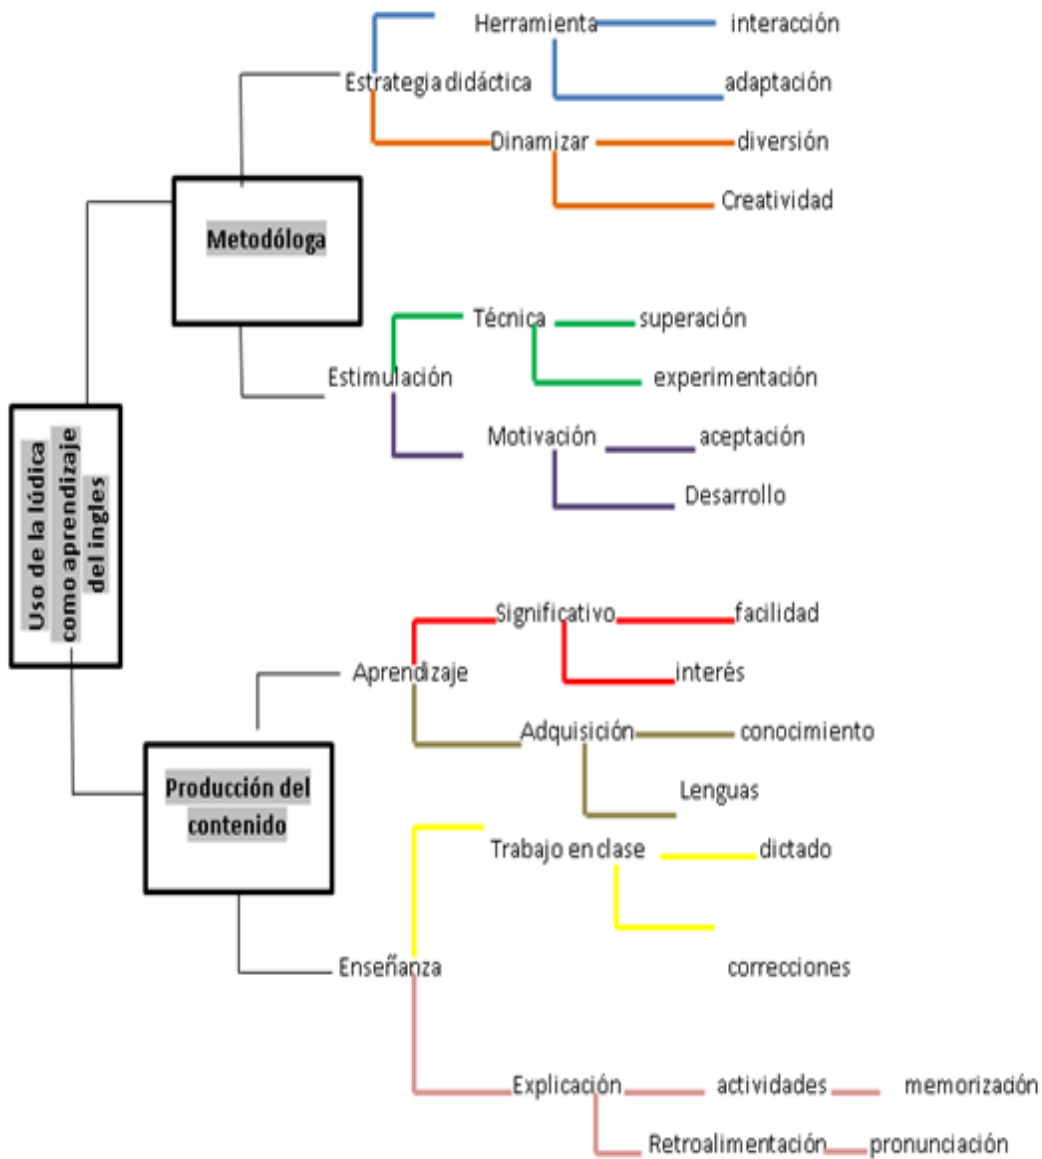 Herramienta interacción
Estrategia didáctica adaptación
Dinamizar diversión
Creatividad
Metodóloga
Técnica superación
Estimulación experimentación
Motivación aceptación
Desarrollo
Uso de la lúdica
como aprendizaje
del ingles
Significativo facilidad
Aprendizaje interés
Adquisición conocimiento
Producción del
contenido
Lenguas
Trabajo en clase dictado
Enseñanza correcciones
Explicación actividades memorización
Retroalimentación pronunciación